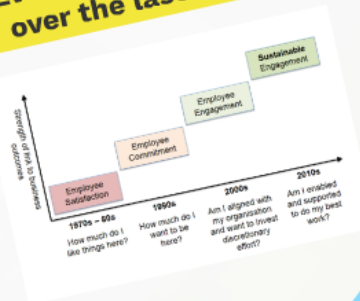 over the las
Strength of link to business
outcomes
Sustainable
Engagement
Employee
Engagement
Employee
Commitment
Employee
Satisfaction
1970s – 80s
How much do I
like things here?
1990s
How much do I
want to be
here?
2000s
Am I aligned with
my organisation
and want to invest
discretionary
effort?
2010s
Am I enabled
and supported
to do my best
work?